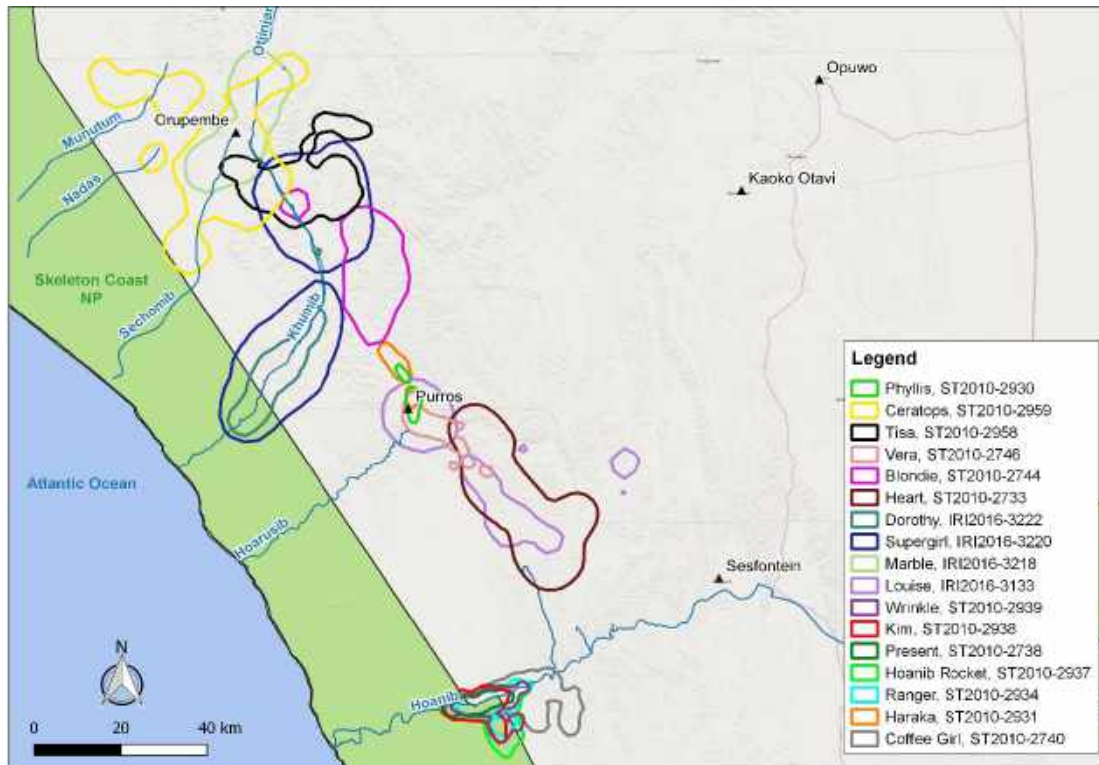 Otjinjange
Opuwo
Orupembe
Munutum
Kaoko Otavi
Nadas
Skeleton Coast
NP
Sechomib
Khumib
Purros
Atlantic Ocean
Hoarusib
Sesfontein
Hoanib
N
0 20 40 km
Legend
Phyllis, ST2010-2930
Ceratops, ST2010-2959
Tisa, ST2010-2958
Vera, ST2010-2746
Blondie, ST2010-2744
Heart, ST2010-2733
Dorothy, IRI2016-3222
Supergirl, IRI2016-3220
Marble, IRI2016-3218
Louise, IRI2016-3133
Wrinkle, ST2010-2939
Kim, ST2010-2938
Present, ST2010-2738
Hoanib Rocket, ST2010-2937
Ranger, ST2010-2934
Haraka, ST2010-2931
Coffee Girl, ST2010-2740